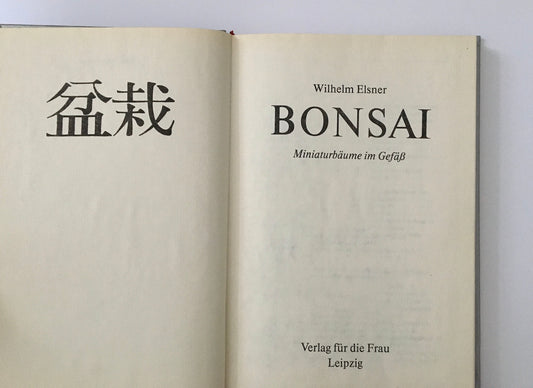 盆栽
Wilhelm Elsner
BONSAI
Miniaturbäume im Gefäß
Verlag für die Frau
Leipzig